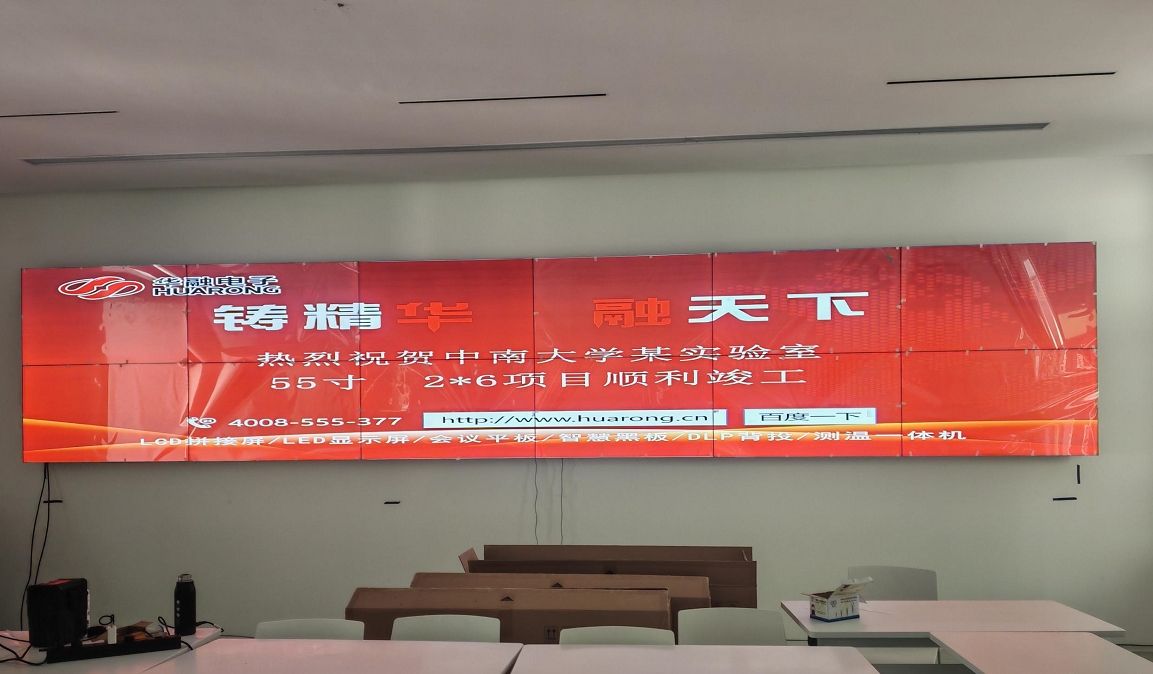 华融电子
HUARONG
铸精华 融天下
热烈祝贺中南大学某实验室
55寸 2*6项目顺利竣工
4008-555-377 http://www.huarong.cn 百度一下
LCD拼接屏/LED显示屏/会议平板/智慧黑板/DLP背投/测温一体机